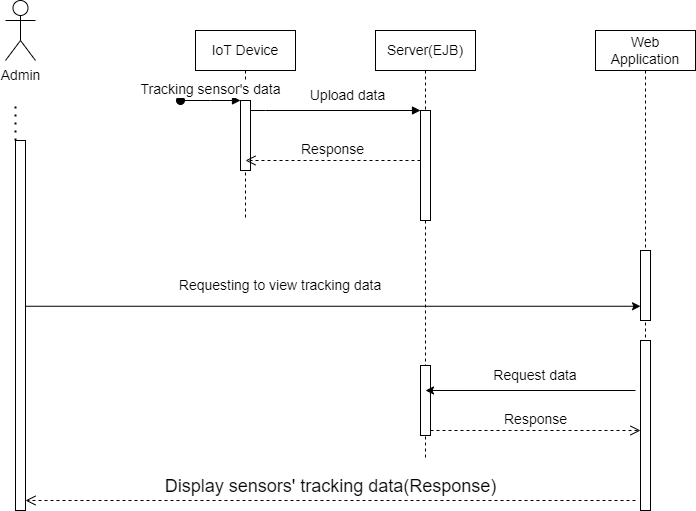 Admin
IoT Device
Server(EJB)
Web
Application
Tracking sensor's data
Upload data
Response
Requesting to view tracking data
Request data
Response
Display sensors' tracking data(Response)